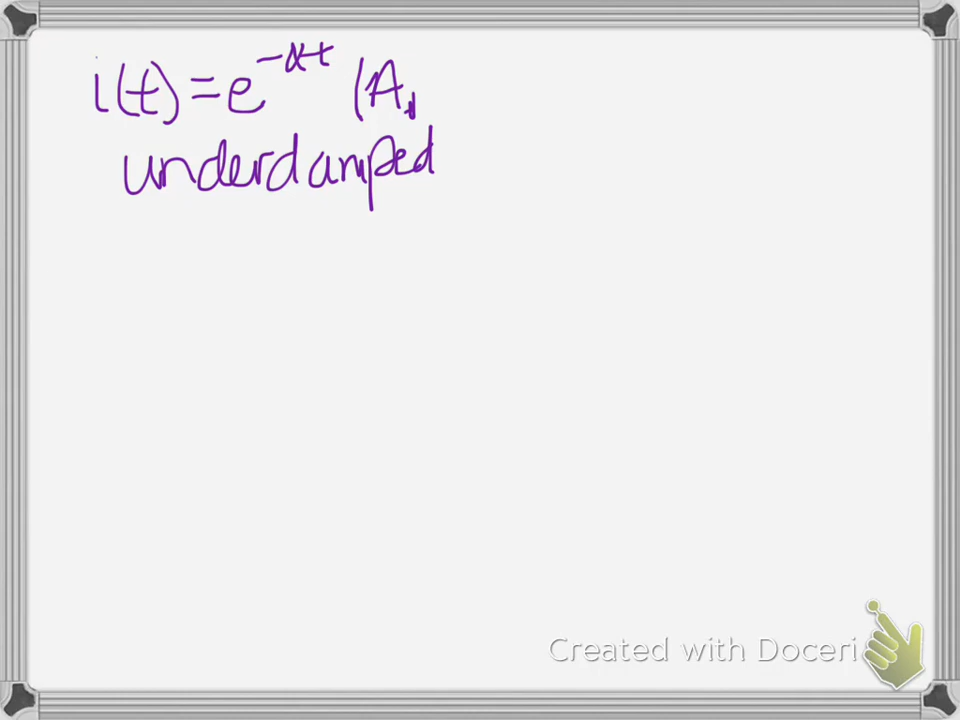 i(t) = e^{-αt} (A₁
underdamped
Created with Doceri